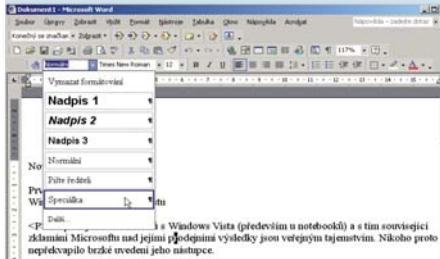 Dokument1 - Microsoft Word
Soubor Úpravy Zobrazit Vložit Formát Nástroje Tabulka Okno Nápověda Acrobat
Nápověda – zadejte dotaz
Konečný se značkami Zobrazit
117%
Normální Times New Roman 12 B I U
Vymazat formátování
Nadpis 1
Nadpis 2
Nadpis 3
Normální
Pište řediteli
Speciálka
Další...
No
Prv
Wi tu
<P s Windows Vista (především u notebooků) a s tím související
zklamání Microsoftu nad jejími prodejními výsledky jsou veřejným tajemstvím. Nikoho proto
nepřekvapilo brzké uvedení jeho nástupce.